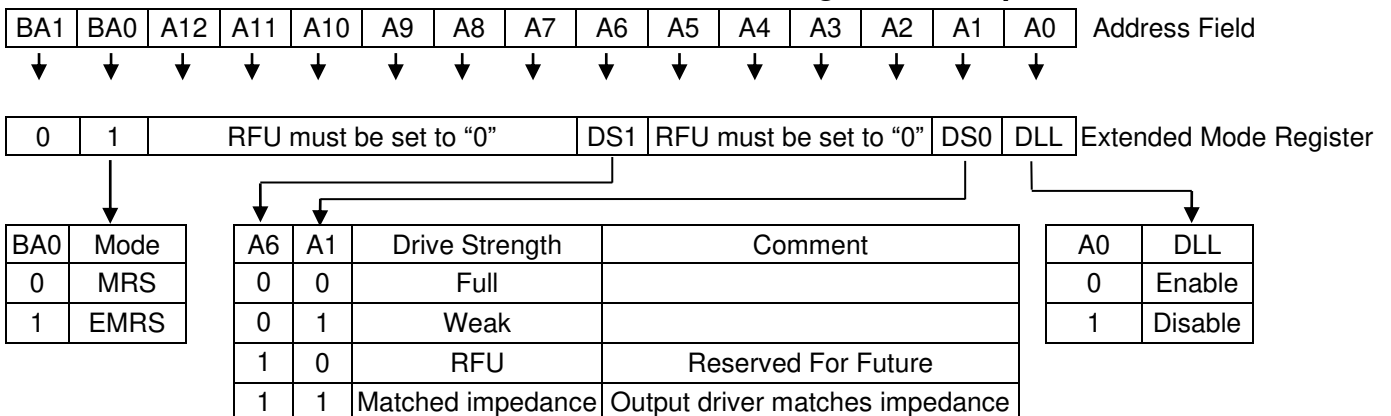 BA1 BA0 A12 A11 A10 A9 A8 A7 A6 A5 A4 A3 A2 A1 A0 Address Field
0 1 RFU must be set to “0” DS1 RFU must be set to “0” DS0 DLL Extended Mode Register
BA0 Mode
0 MRS
1 EMRS
A6 A1 Drive Strength Comment
0 0 Full
0 1 Weak
1 0 RFU Reserved For Future
1 1 Matched impedance Output driver matches impedance
A0 DLL
0 Enable
1 Disable